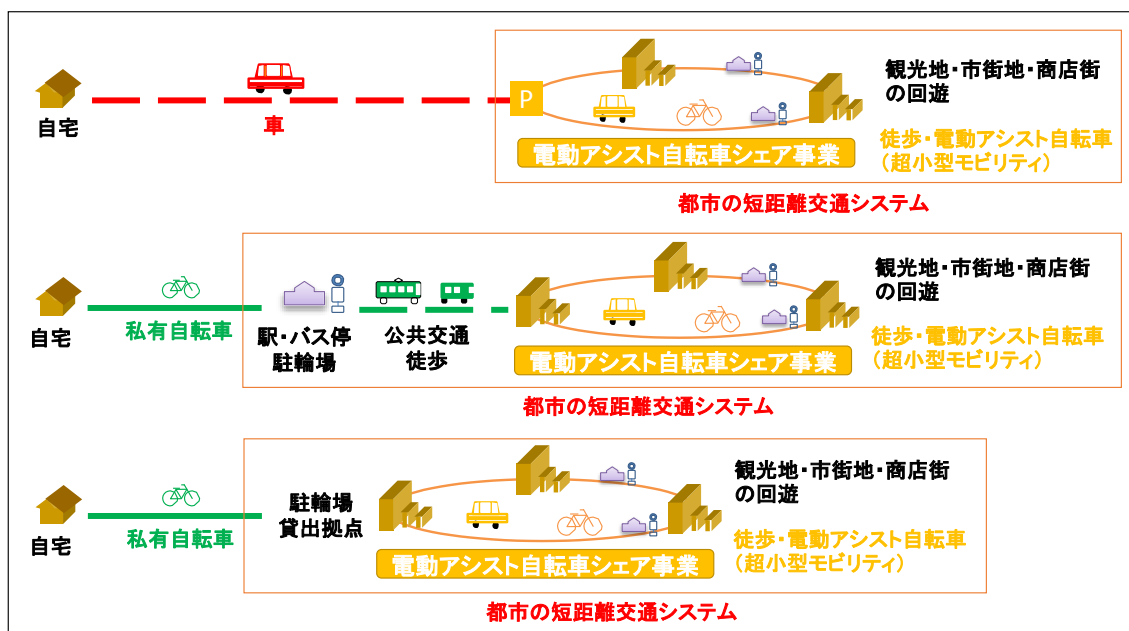 自宅
車
P
電動アシスト自転車シェア事業
観光地・市街地・商店街
の回遊
徒歩・電動アシスト自転車
(超小型モビリティ)
都市の短距離交通システム
自宅
私有自転車
駅・バス停
駐輪場
公共交通
徒歩
電動アシスト自転車シェア事業
観光地・市街地・商店街
の回遊
徒歩・電動アシスト自転車
(超小型モビリティ)
都市の短距離交通システム
自宅
私有自転車
駐輪場
貸出拠点
電動アシスト自転車シェア事業
観光地・市街地・商店街
の回遊
徒歩・電動アシスト自転車
(超小型モビリティ)
都市の短距離交通システム